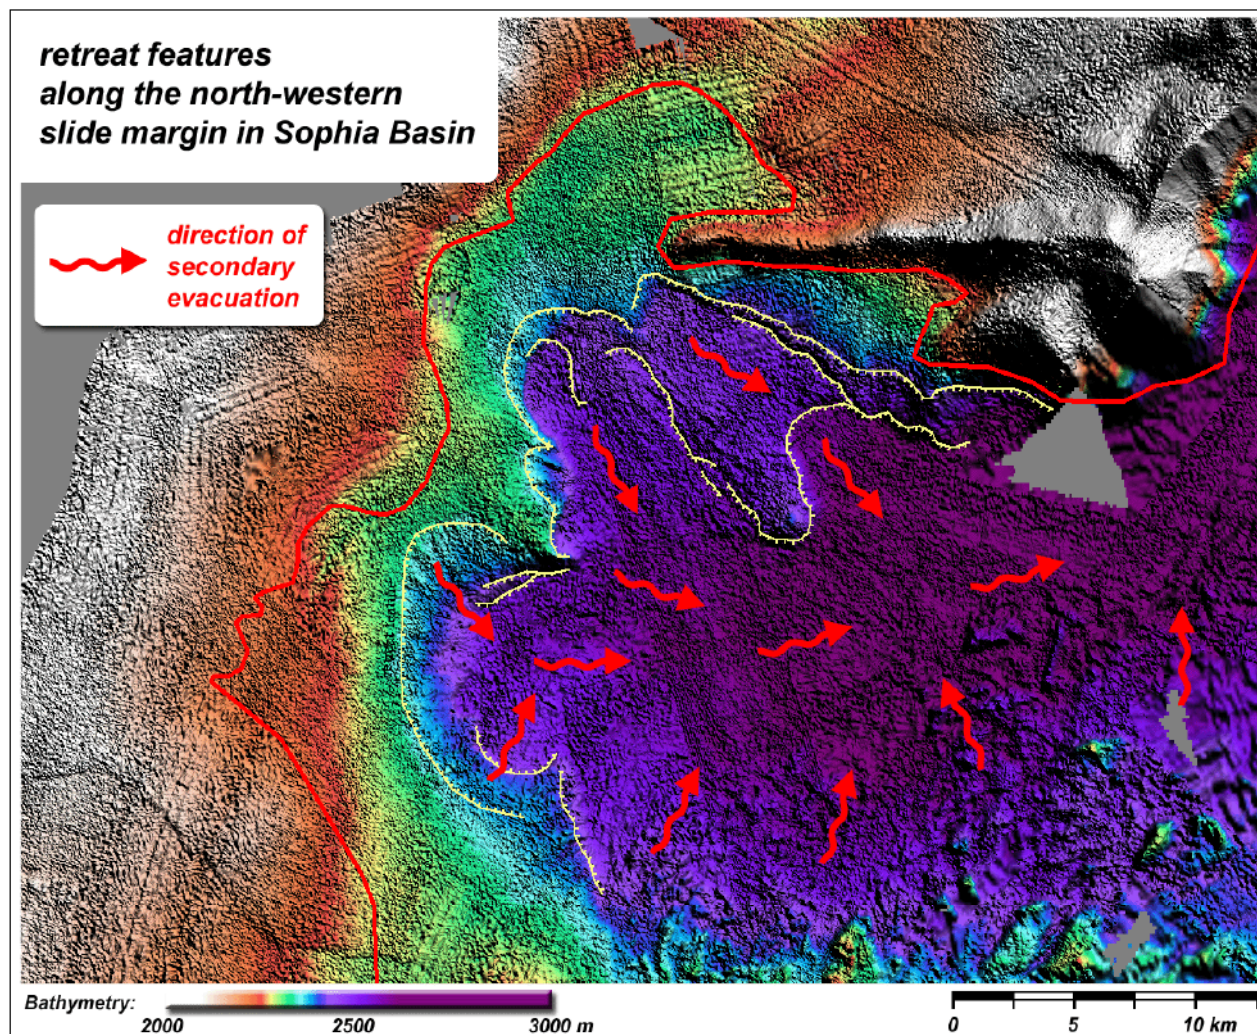 retreat features
along the north-western
slide margin in Sophia Basin
direction of
secondary
evacuation
Bathymetry:
2000 2500 3000 m
0 5 10 km